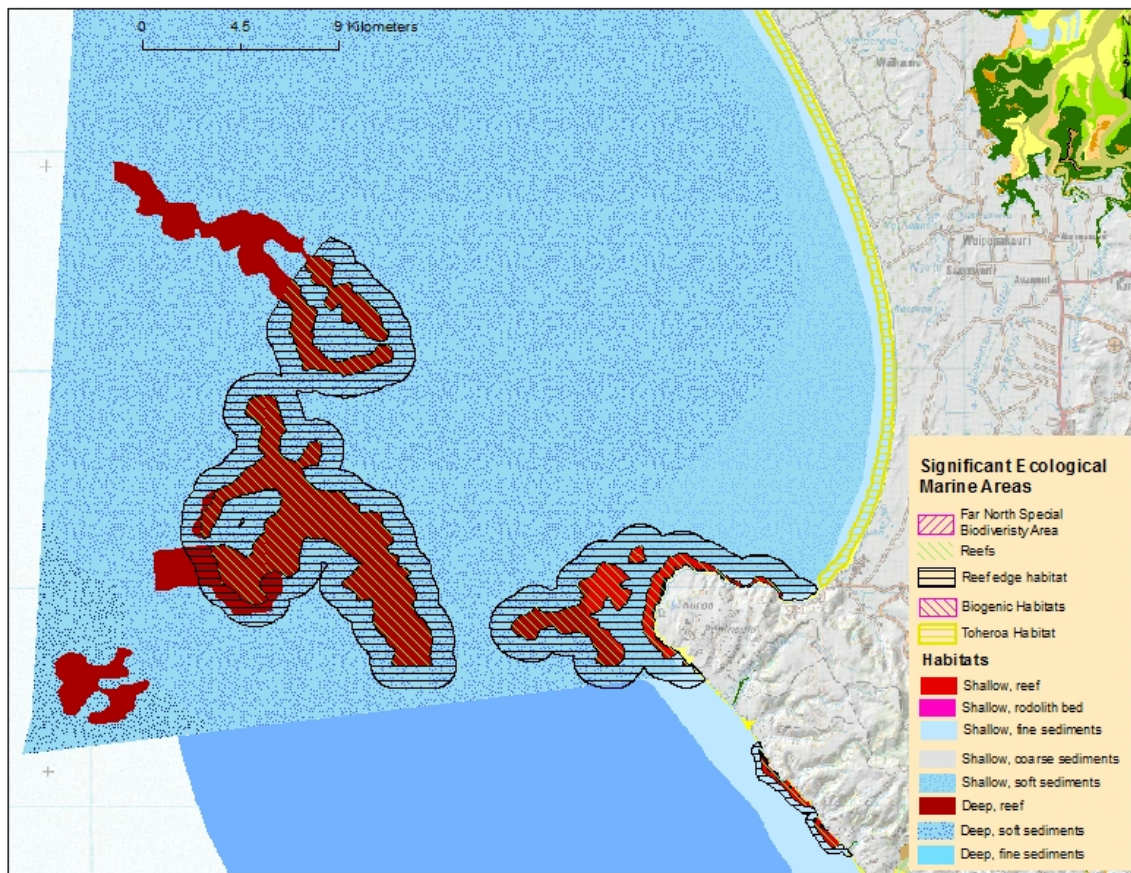 0 4.5 9 Kilometers
N
Waipapakauri
Awanui
Significant Ecological
Marine Areas
Far North Special
Biodiveristy Area
Reefs
Reef edge habitat
Biogenic Habitats
Toheroa Habitat
Habitats
Shallow, reef
Shallow, rodolith bed
Shallow, fine sediments
Shallow, coarse sediments
Shallow, soft sediments
Deep, reef
Deep, soft sediments
Deep, fine sediments